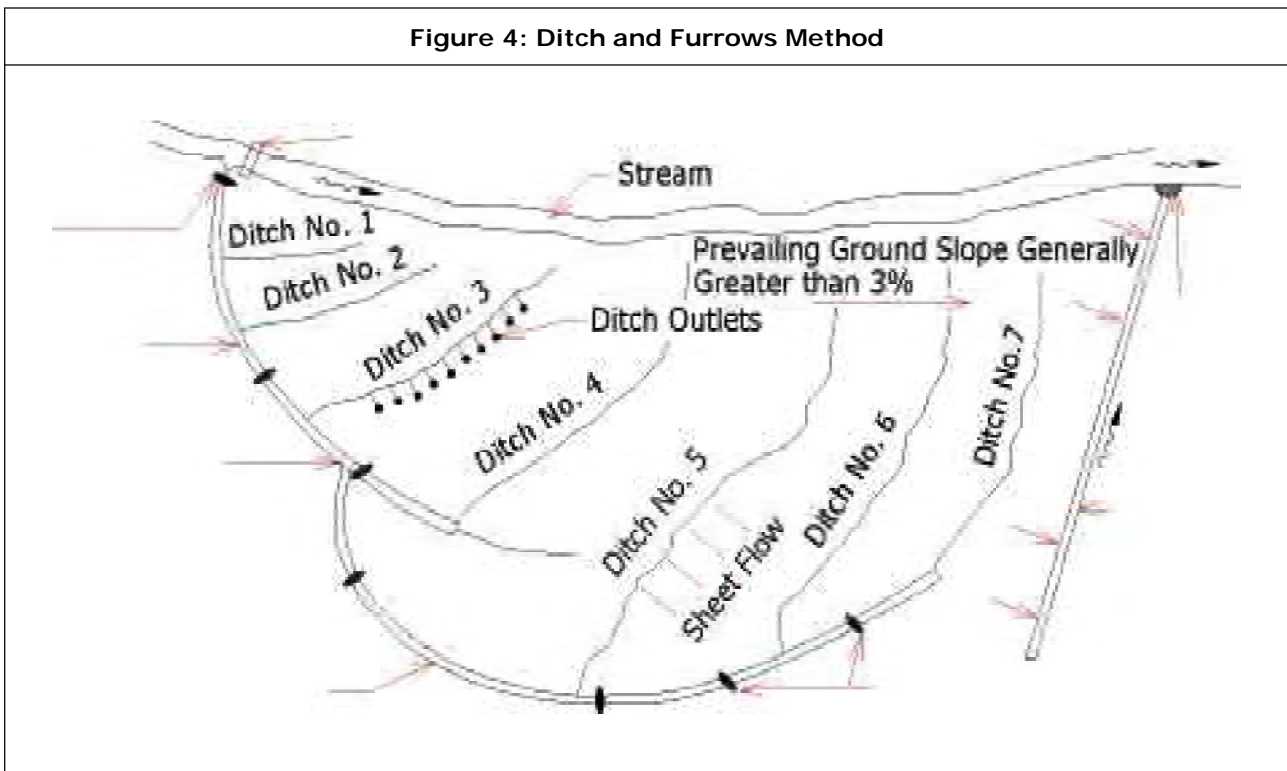 Figure 4: Ditch and Furrows Method
Stream
Ditch No. 1
Ditch No. 2
Ditch No. 3
Prevailing Ground Slope Generally
Greater than 3%
Ditch Outlets
Ditch No. 4
Ditch No. 5
Sheet Flow
Ditch No. 6
Ditch No.7